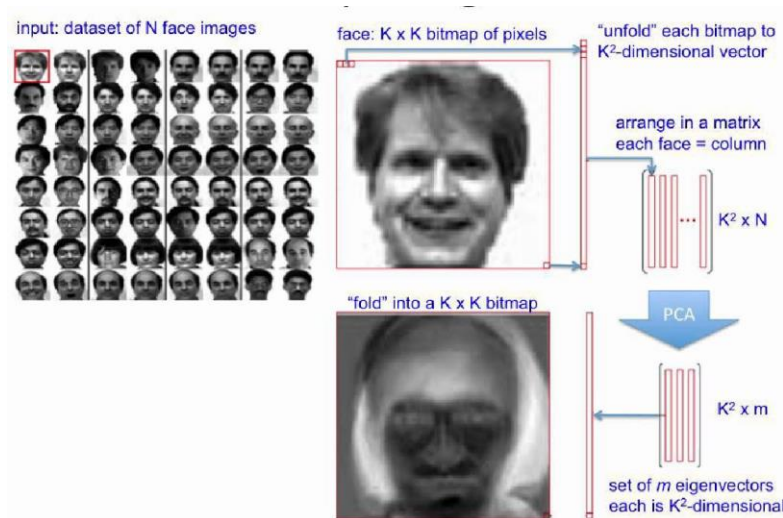 input: dataset of N face images
face: K x K bitmap of pixels
"unfold" each bitmap to
K²-dimensional vector
arrange in a matrix
each face = column
...
K² x N
"fold" into a K x K bitmap
PCA
K² x m
set of m eigenvectors
each is K²-dimensional